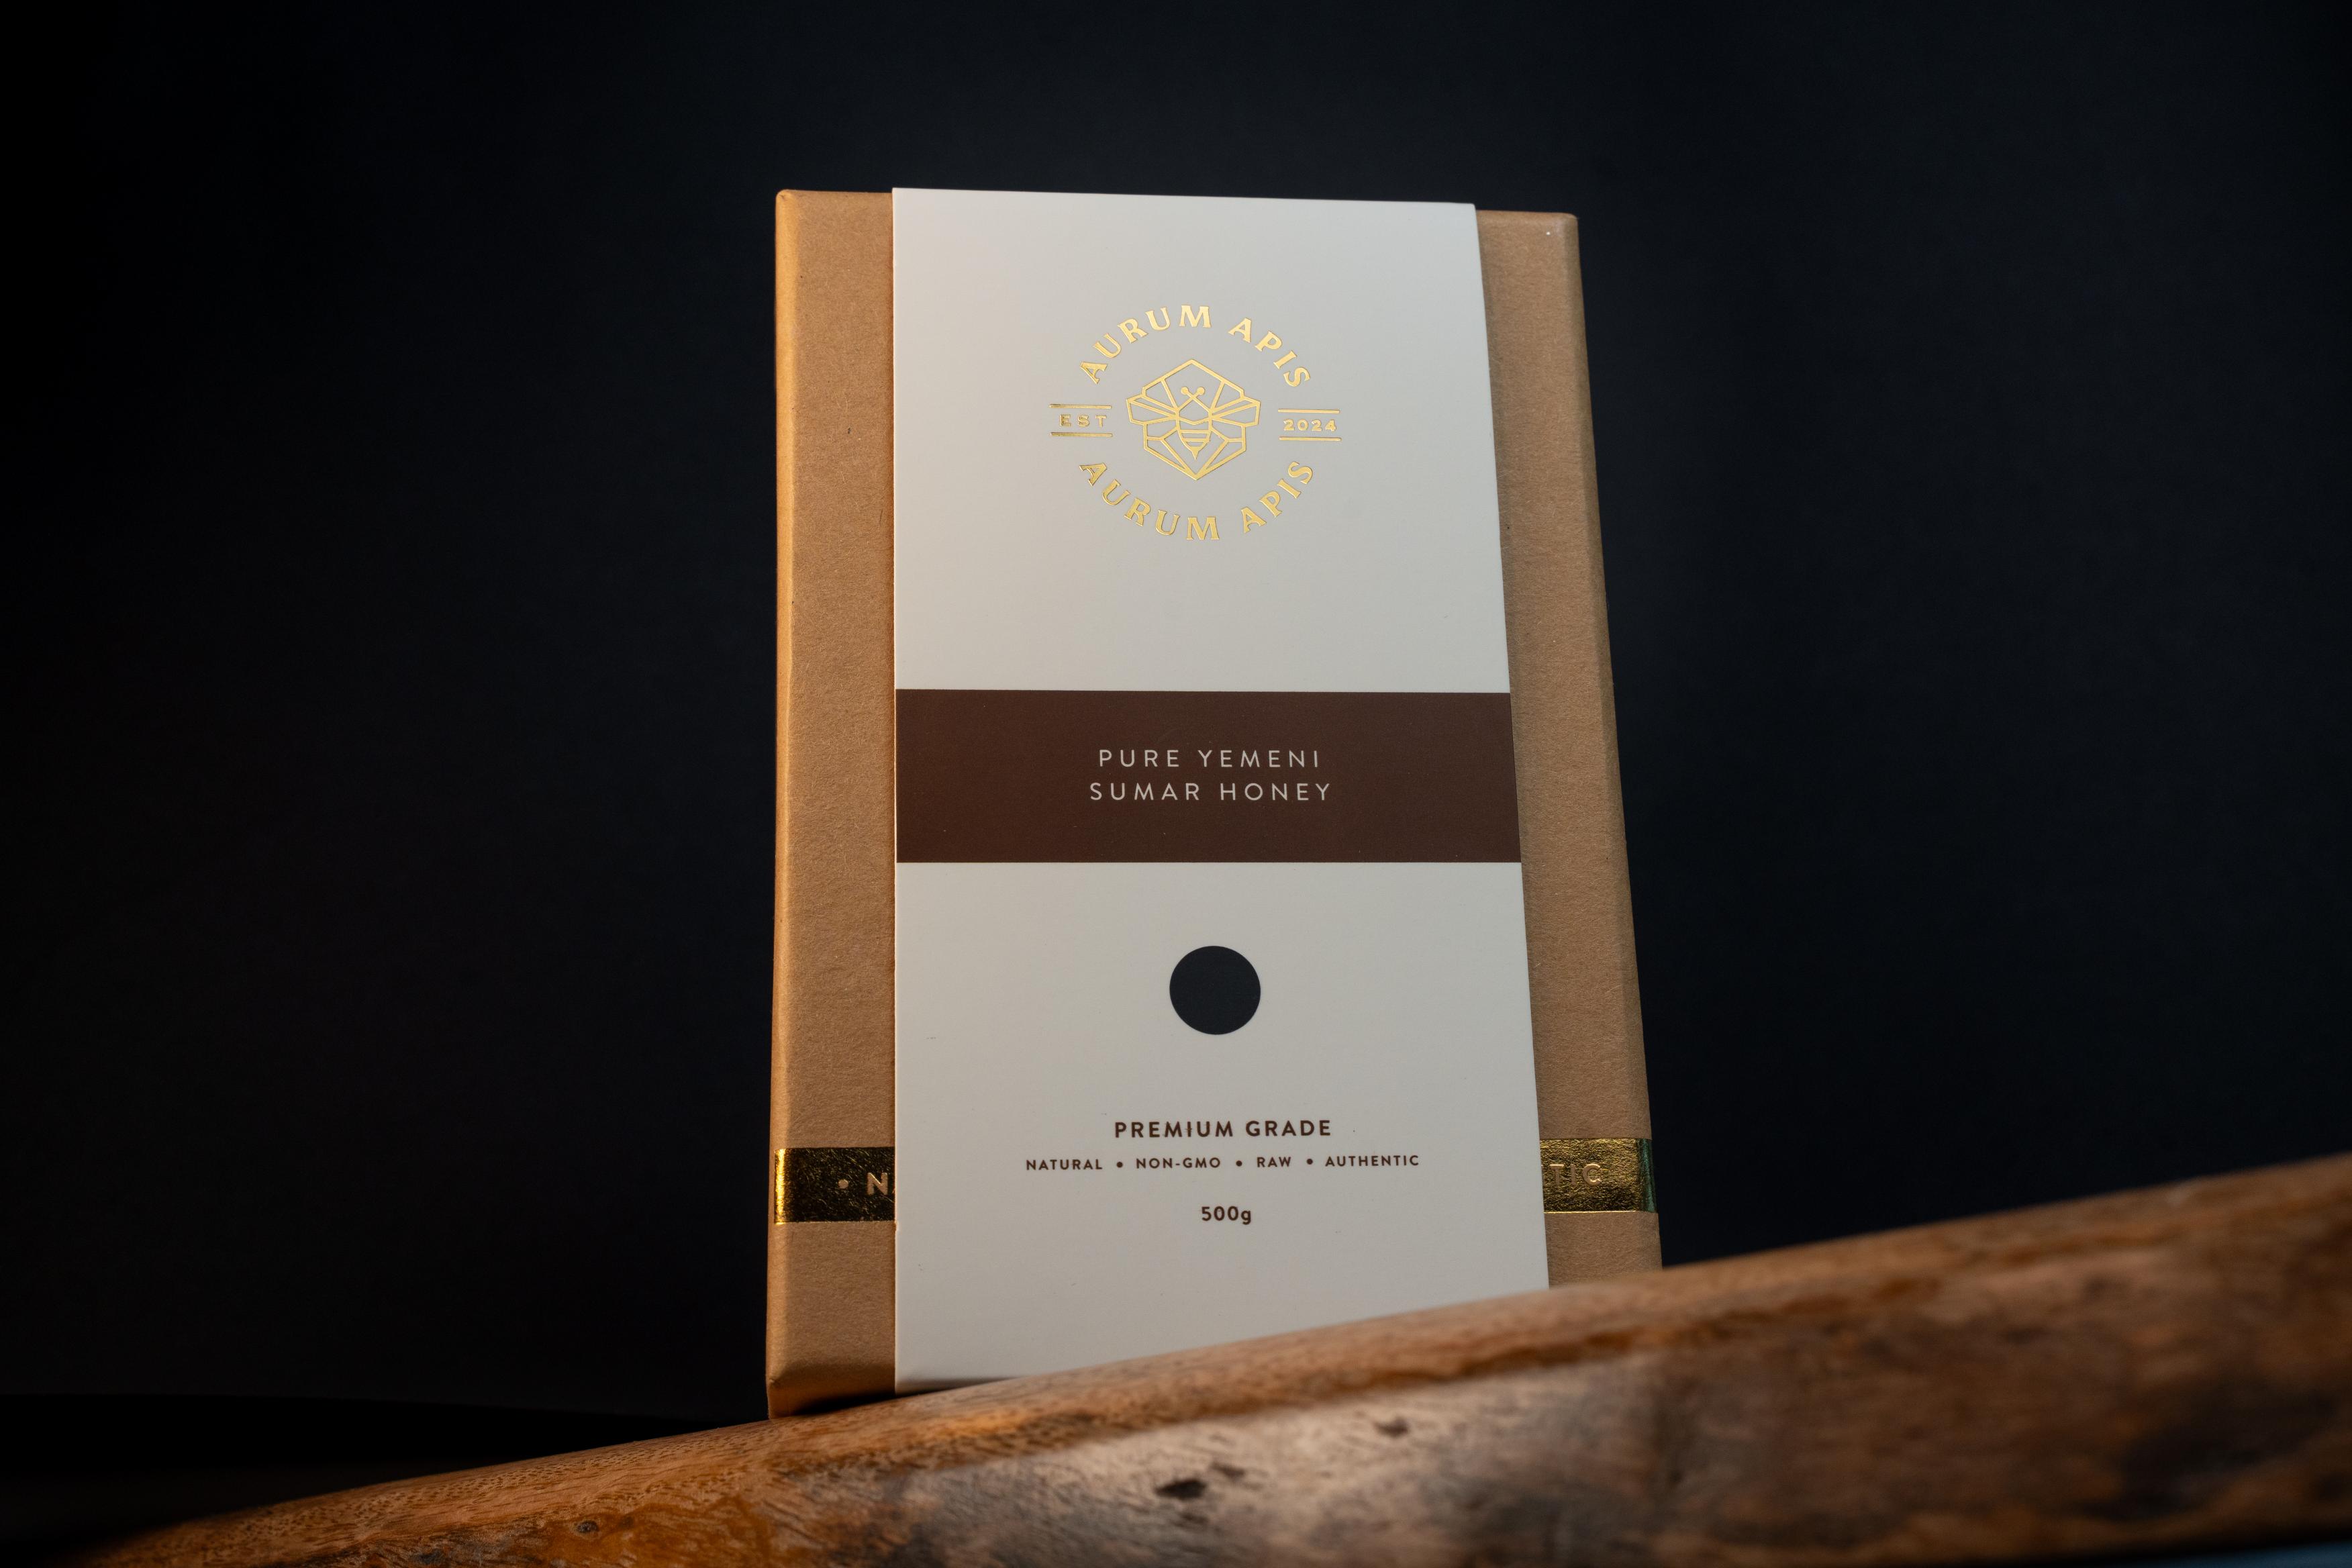 AURUM APIS
EST 2024
AURUM APIS
PURE YEMENI
SUMAR HONEY
PREMIUM GRADE
NATURAL • NON-GMO • RAW • AUTHENTIC
500g